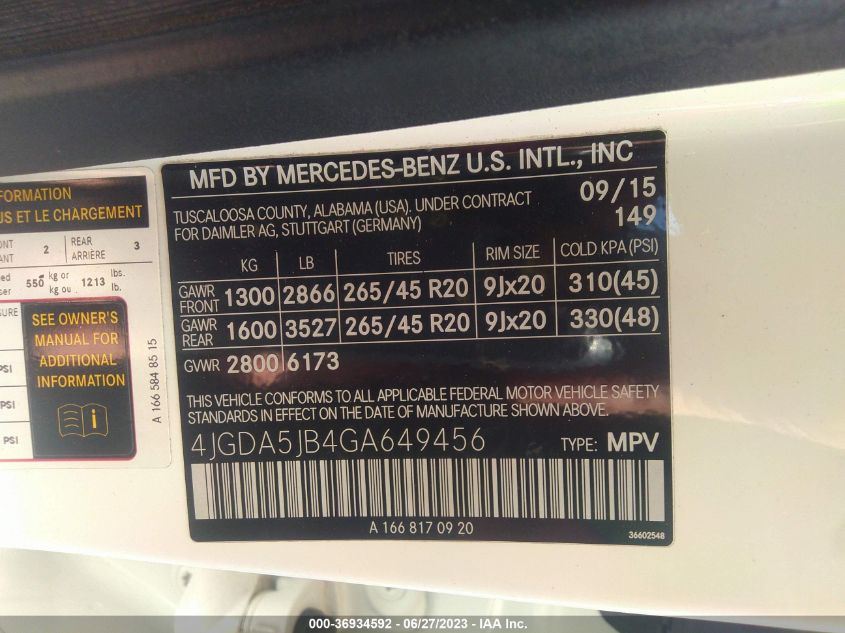 MFD BY MERCEDES-BENZ U.S. INTL., INC
TUSCALOOSA COUNTY, ALABAMA (USA), UNDER CONTRACT
FOR DAIMLER AG, STUTTGART (GERMANY)
09/15
149
KG LB TIRES RIM SIZE COLD KPA (PSI)
GAWR FRONT 1300 2866 265/45 R20 9Jx20 310(45)
GAWR REAR 1600 3527 265/45 R20 9Jx20 330(48)
GVWR 2800 6173
THIS VEHICLE CONFORMS TO ALL APPLICABLE FEDERAL MOTOR VEHICLE SAFETY
STANDARDS IN EFFECT ON THE DATE OF MANUFACTURE SHOWN ABOVE.
4JGDA5JB4GA649456 TYPE: MPV
A 166 817 09 20
36602548
FORMATION
ET LE CHARGEMENT
2 REAR ARRIÈRE 3
550 kg or kg ou 1213 lbs. lb.
SEE OWNER'S
MANUAL FOR
ADDITIONAL
INFORMATION
PSI
PSI
PSI
A 166 584 85 15
000-36934592 - 06/27/2023 - IAA Inc.